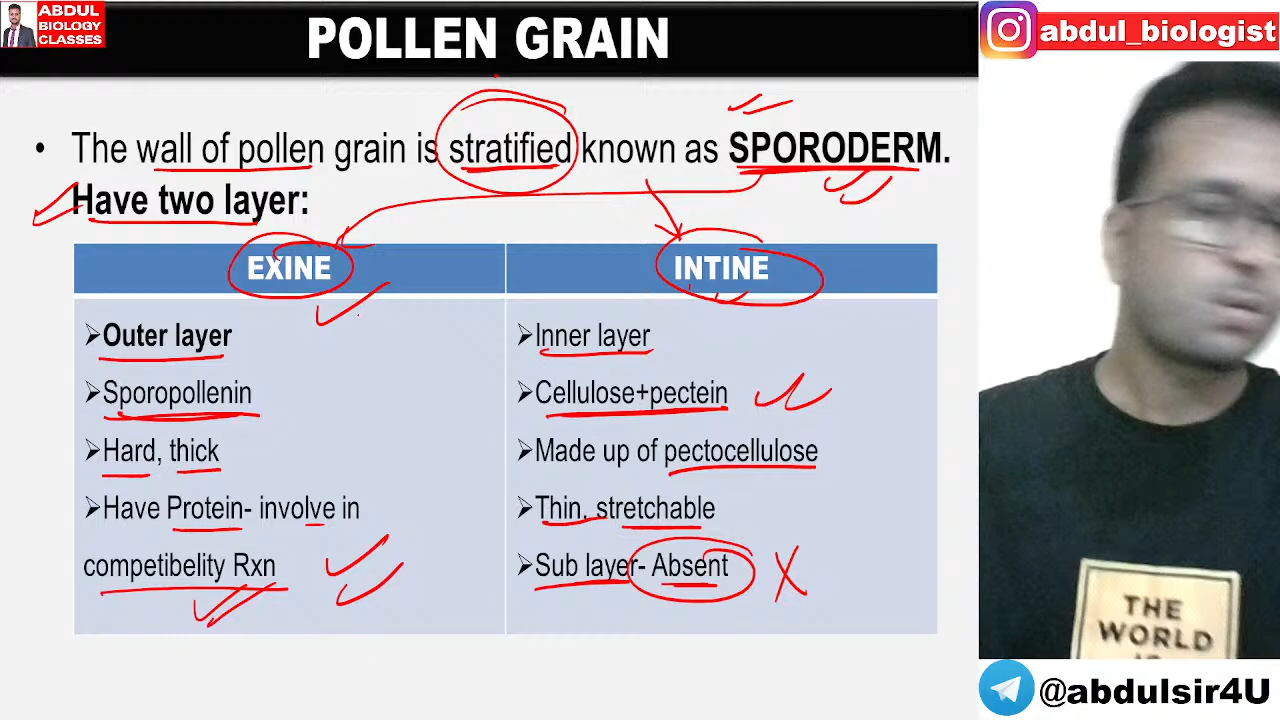 ABDUL
BIOLOGY
CLASSES
POLLEN GRAIN
abdul_biologist
• The wall of pollen grain is stratified known as SPORODERM.
Have two layer:
EXINE
INTINE
➢Outer layer
➢Sporopollenin
➢Hard, thick
➢Have Protein- involve in
competibelity Rxn
➢Inner layer
➢Cellulose+pectein
➢Made up of pectocellulose
➢Thin, stretchable
➢Sub layer- Absent
THE
WORLD
@abdulsir4U